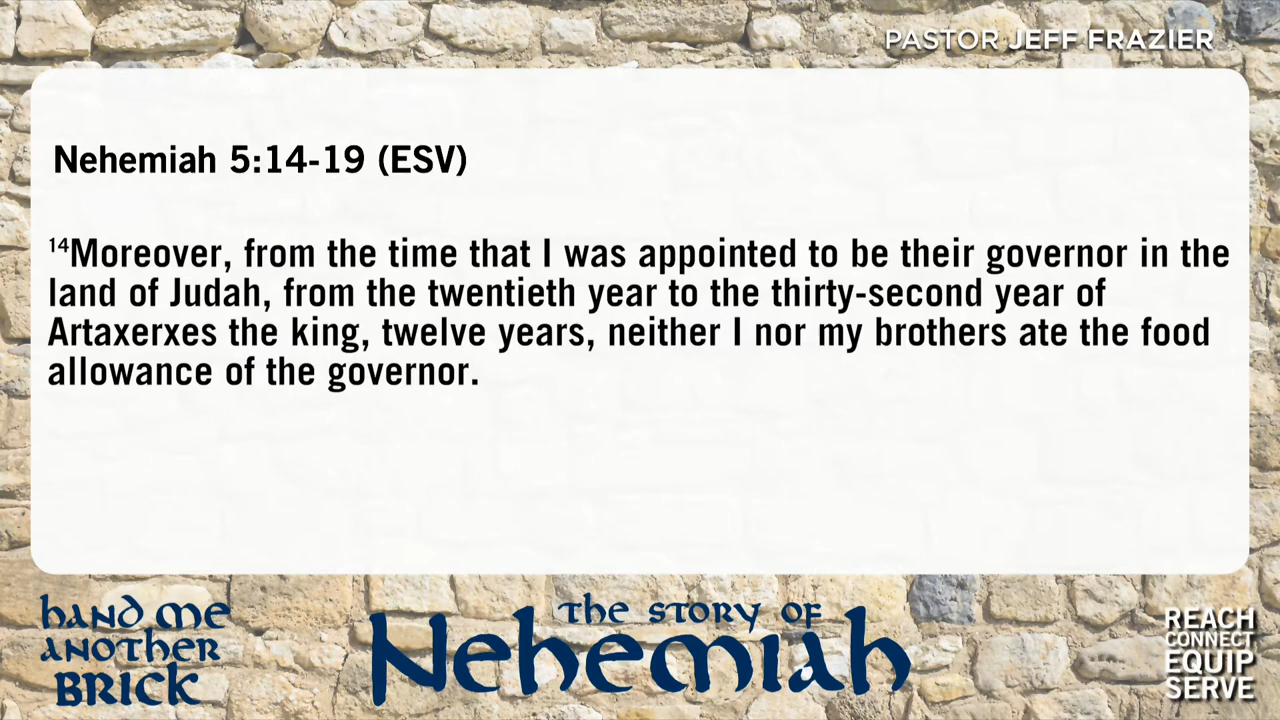 PASTOR JEFF FRAZIER
Nehemiah 5:14-19 (ESV)
14Moreover, from the time that I was appointed to be their governor in the
land of Judah, from the twentieth year to the thirty-second year of
Artaxerxes the king, twelve years, neither I nor my brothers ate the food
allowance of the governor.
hAND ME
ANOTHER
BRICK
The STORY OF
Nehemiah
REACH
CONNECT
EQUIP
SERVE